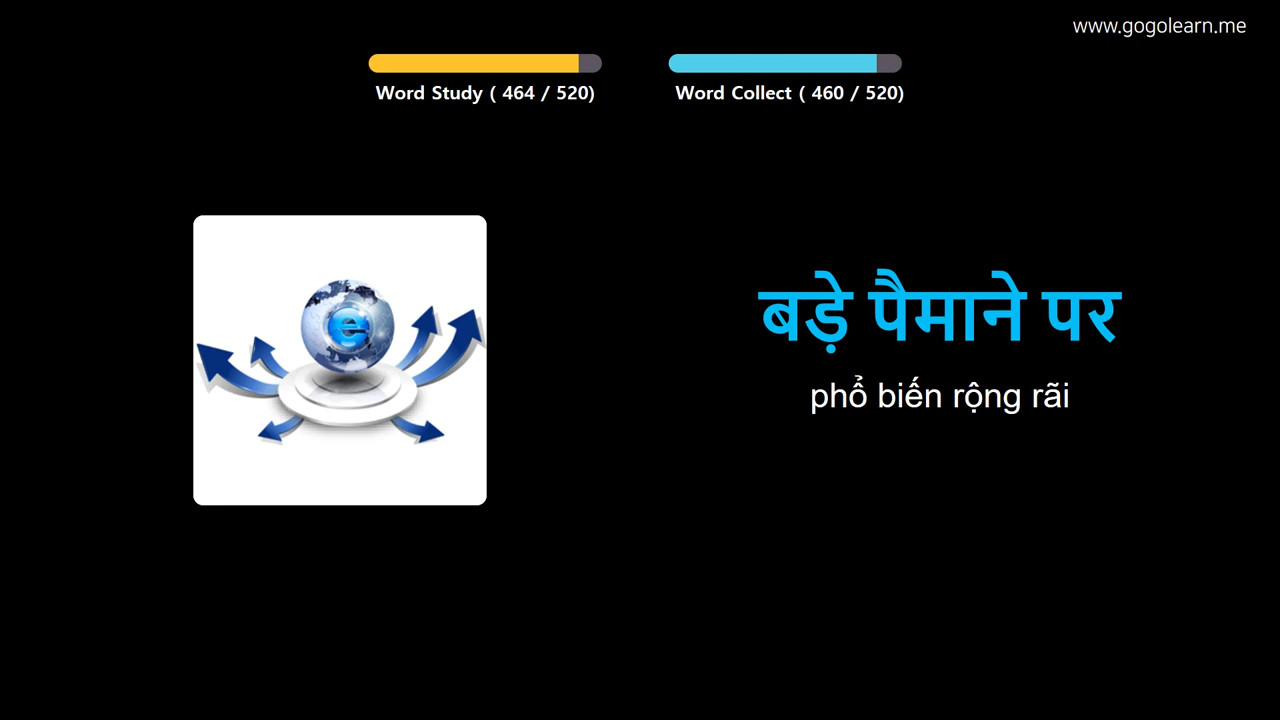 www.gogolearn.me
Word Study ( 464 / 520)
Word Collect ( 460 / 520)
e
बड़े पैमाने पर
phổ biến rộng rãi